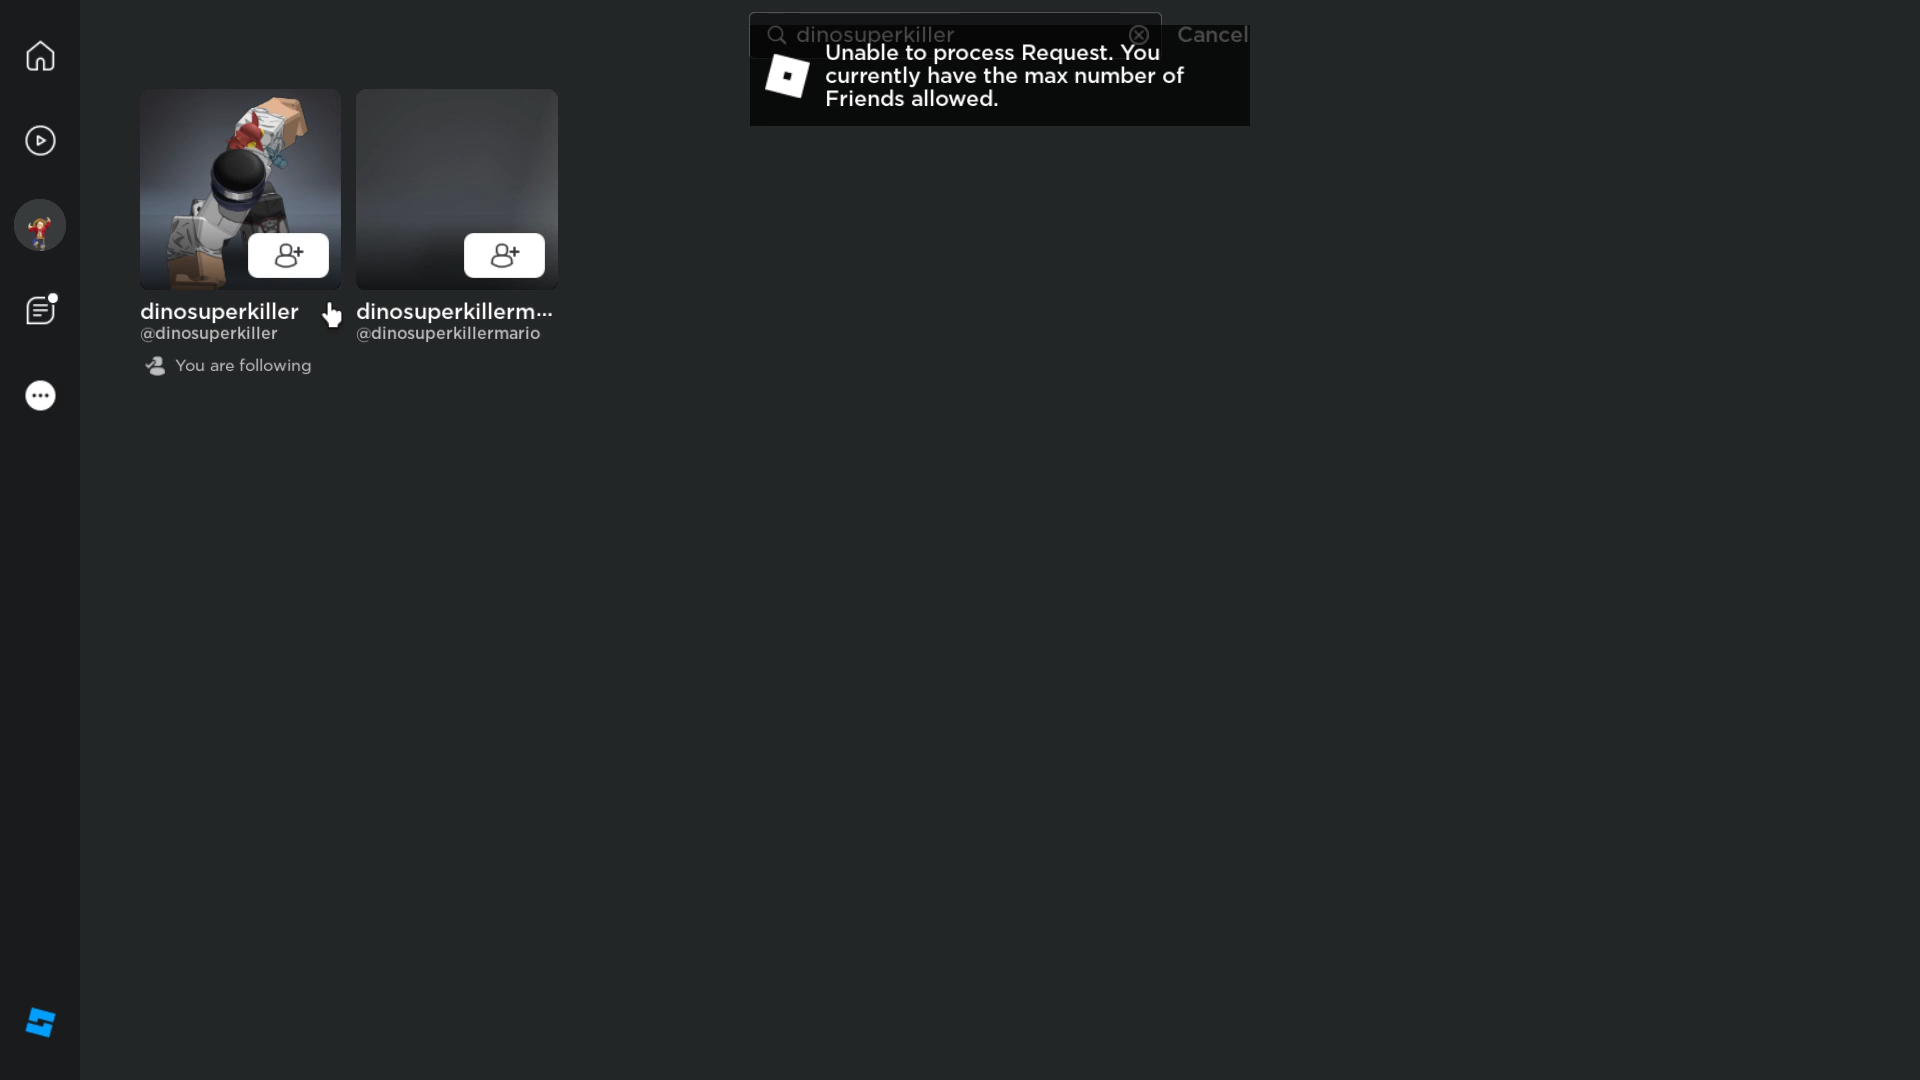 dinosuperkiller
Cancel
Unable to process Request. You
currently have the max number of
Friends allowed.
dinosuperkiller
@dinosuperkiller
You are following
dinosuperkillerm...
@dinosuperkillermario